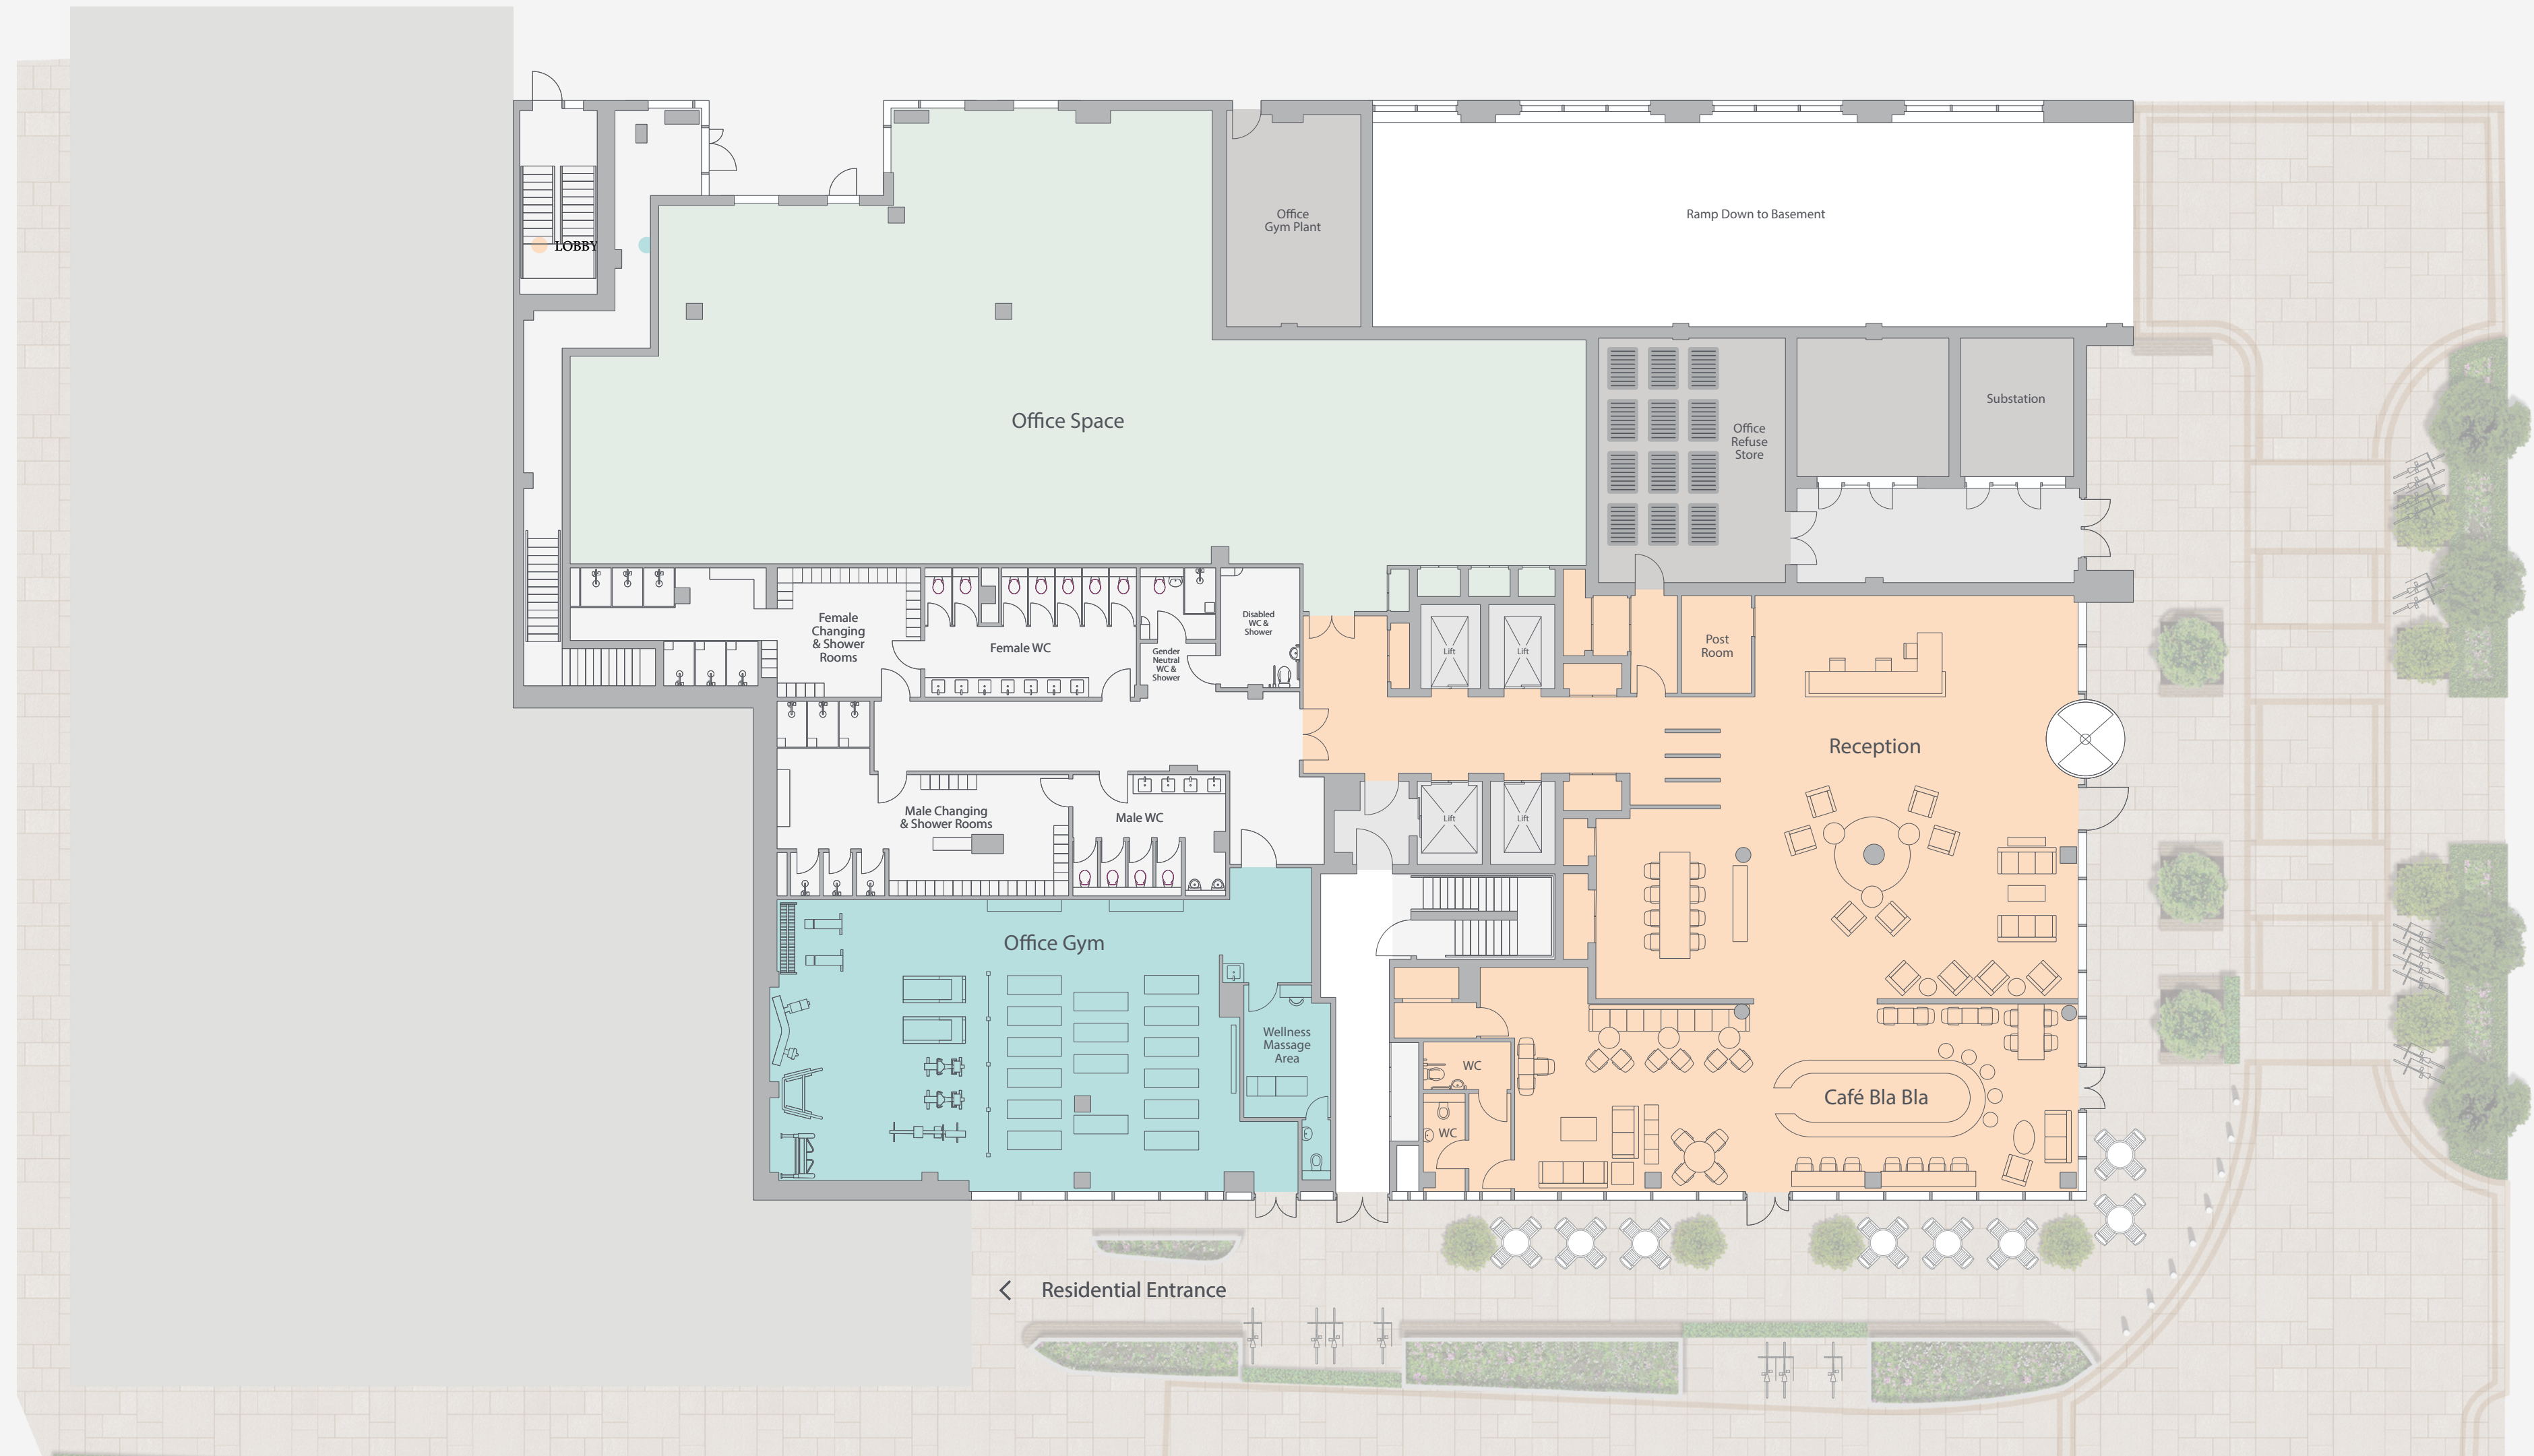 Office
Gym Plant
Ramp Down to Basement
LOBBY
Office Space
Substation
Office
Refuse
Store
Female
Changing
& Shower
Rooms
Female WC
Gender
Neutral
WC &
Shower
Disabled
WC &
Shower
Lift
Lift
Post
Room
Reception
Male Changing
& Shower Rooms
Male WC
Lift
Lift
Office Gym
Wellness
Massage
Area
WC
WC
Café Bla Bla
Residential Entrance